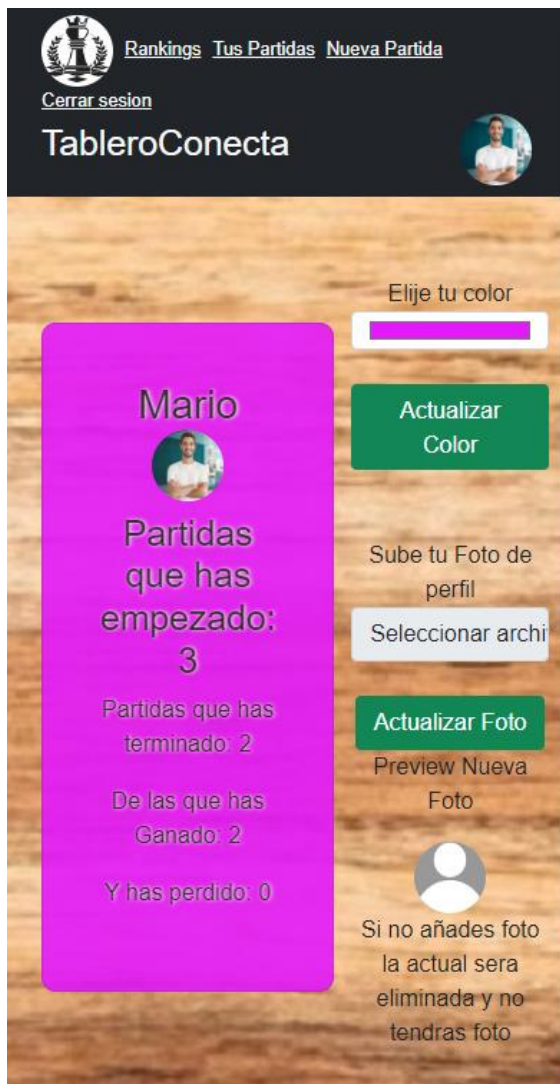 Rankings Tus Partidas Nueva Partida
Cerrar sesion
TableroConecta
Mario
Partidas
que has
empezado:
3
Partidas que has
terminado: 2
De las que has
Ganado: 2
Y has perdido: 0
Elije tu color
Actualizar
Color
Sube tu Foto de
perfil
Seleccionar archi
Actualizar Foto
Preview Nueva
Foto
Si no añades foto
la actual sera
eliminada y no
tendras foto